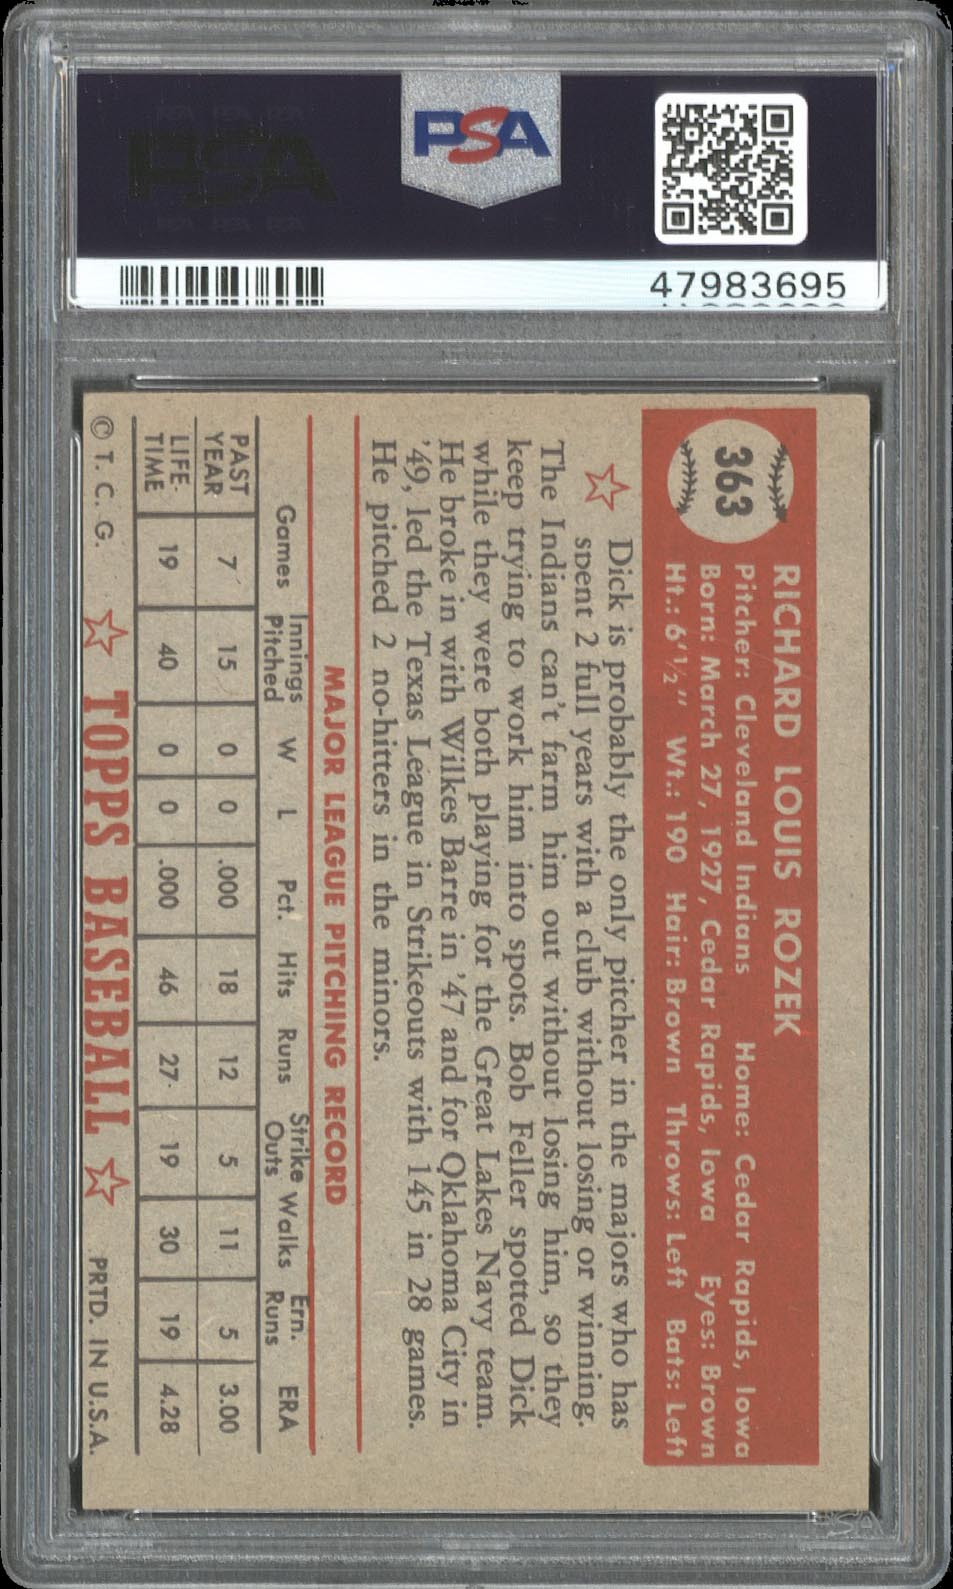 PSA
47983695
363
RICHARD LOUIS ROZEK
Pitcher: Cleveland Indians Home: Cedar Rapids, Iowa
Born: March 27, 1927, Cedar Rapids, Iowa Eyes: Brown
Ht.: 6'½" Wt.: 190 Hair: Brown Throws: Left Bats: Left
Dick is probably the only pitcher in the majors who has
spent 2 full years with a club without losing or winning.
The Indians can't farm him out without losing him, so they
keep trying to work him into spots. Bob Feller spotted Dick
while they were both playing for the Great Lakes Navy team.
He broke in with Wilkes Barre in '47 and for Oklahoma City in
'49, led the Texas League in Strikeouts with 145 in 28 games.
He pitched 2 no-hitters in the minors.
MAJOR LEAGUE PITCHING RECORD
Games Innings Pitched W L Pct. Hits Runs Strike Outs Walks Ern. Runs ERA
PAST YEAR 7 15 0 0 .000 18 12 5 11 5 3.00
LIFE-TIME 19 40 0 0 .000 46 27 19 30 19 4.28
© T. C. G. TOPPS BASEBALL PRTD. IN U.S.A.